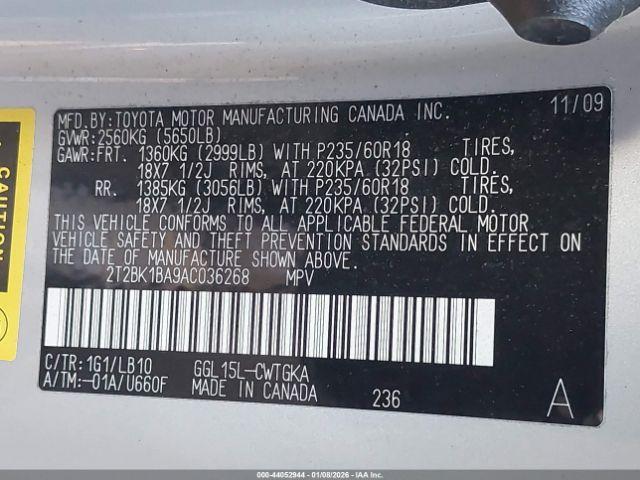 MFD.BY:TOYOTA MOTOR MANUFACTURING CANADA INC. 11/09
GVWR:2560KG (5650LB)
GAWR:FRT. 1360KG (2999LB) WITH P235/60R18 TIRES,
18X7 1/2J RIMS, AT 220KPA (32PSI) COLD.
RR. 1385KG (3056LB) WITH P235/60R18 TIRES,
18X7 1/2J RIMS, AT 220KPA (32PSI) COLD.
THIS VEHICLE CONFORMS TO ALL APPLICABLE FEDERAL MOTOR
VEHICLE SAFETY AND THEFT PREVENTION STANDARDS IN EFFECT ON
THE DATE OF MANUFACTURE SHOWN ABOVE.
2T2BK1BA9AC036268 MPV
C/TR:1G1/LB10 GGL15L-CWTGKA
A/TM:-01A/U660F MADE IN CANADA 236 A
CAUTION
000-44052944 - 01/08/2026 - IAAI.COM